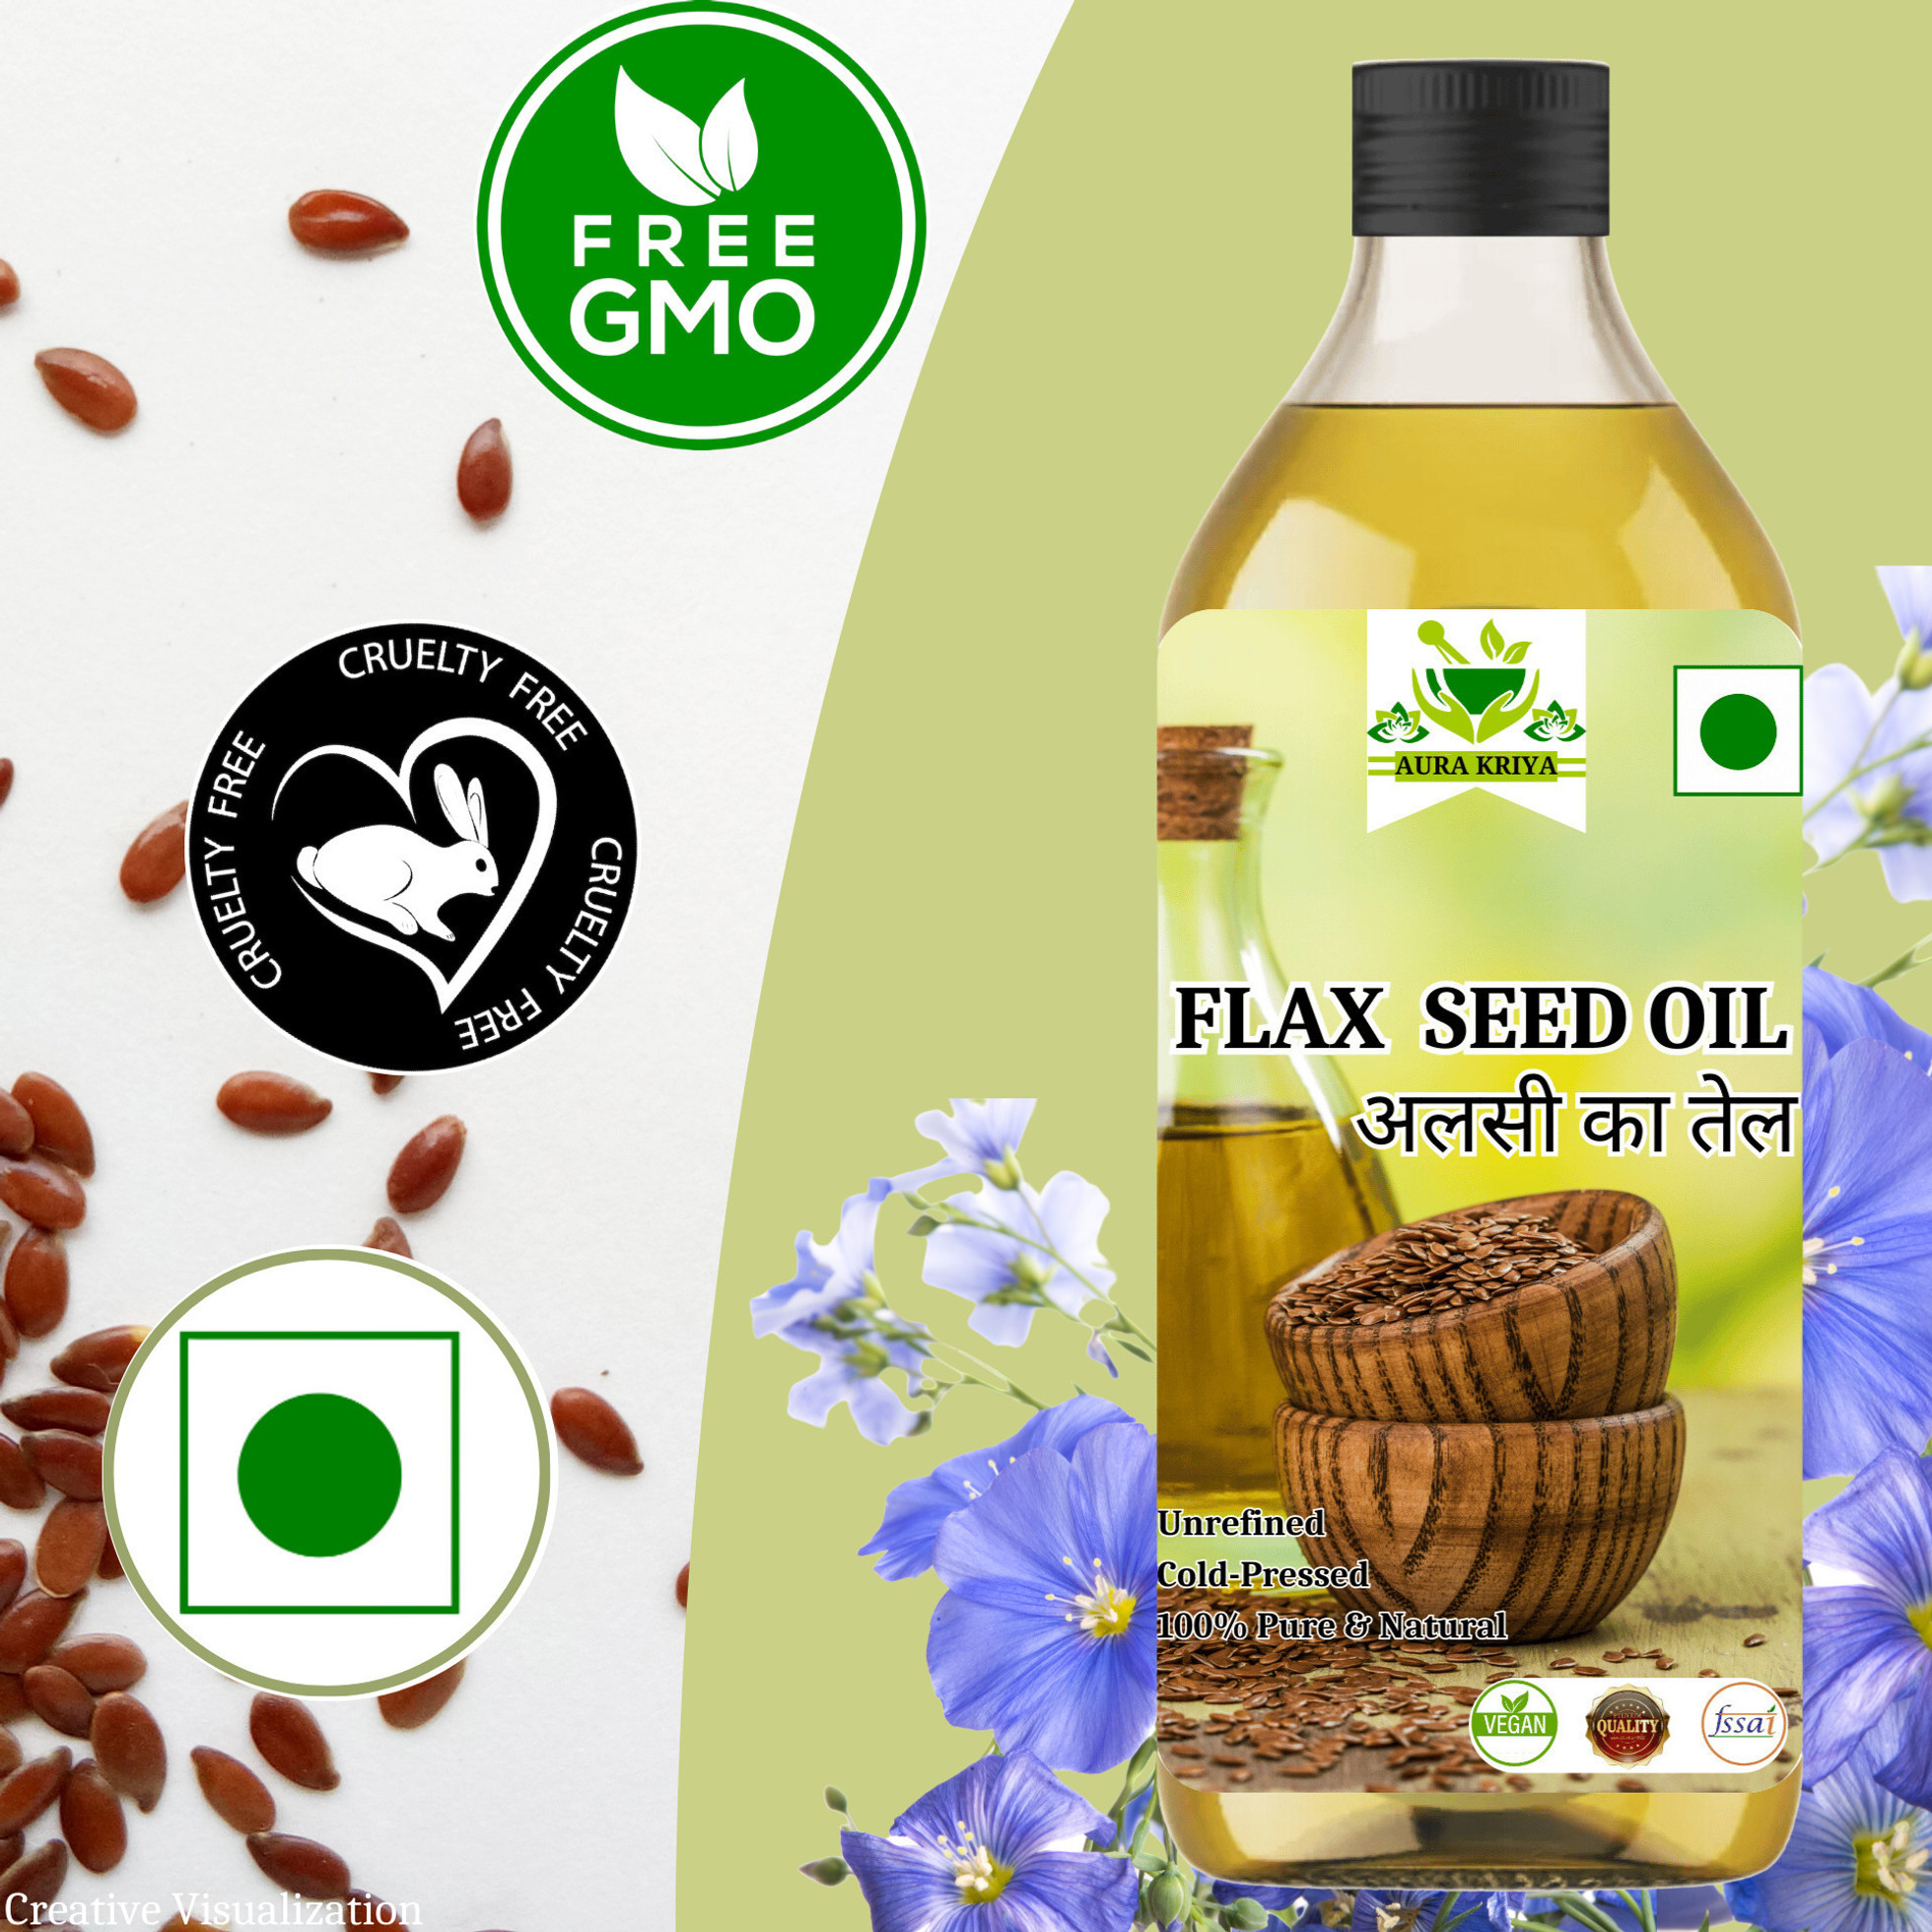 FREE
GMO
CRUELTY FREE
CRUELTY FREE
CRUELTY FREE
AURA KRIYA
FLAX SEED OIL
अलसी का तेल
Unrefined
Cold-Pressed
100% Pure & Natural
VEGAN
QUALITY
fssai
Creative Visualization